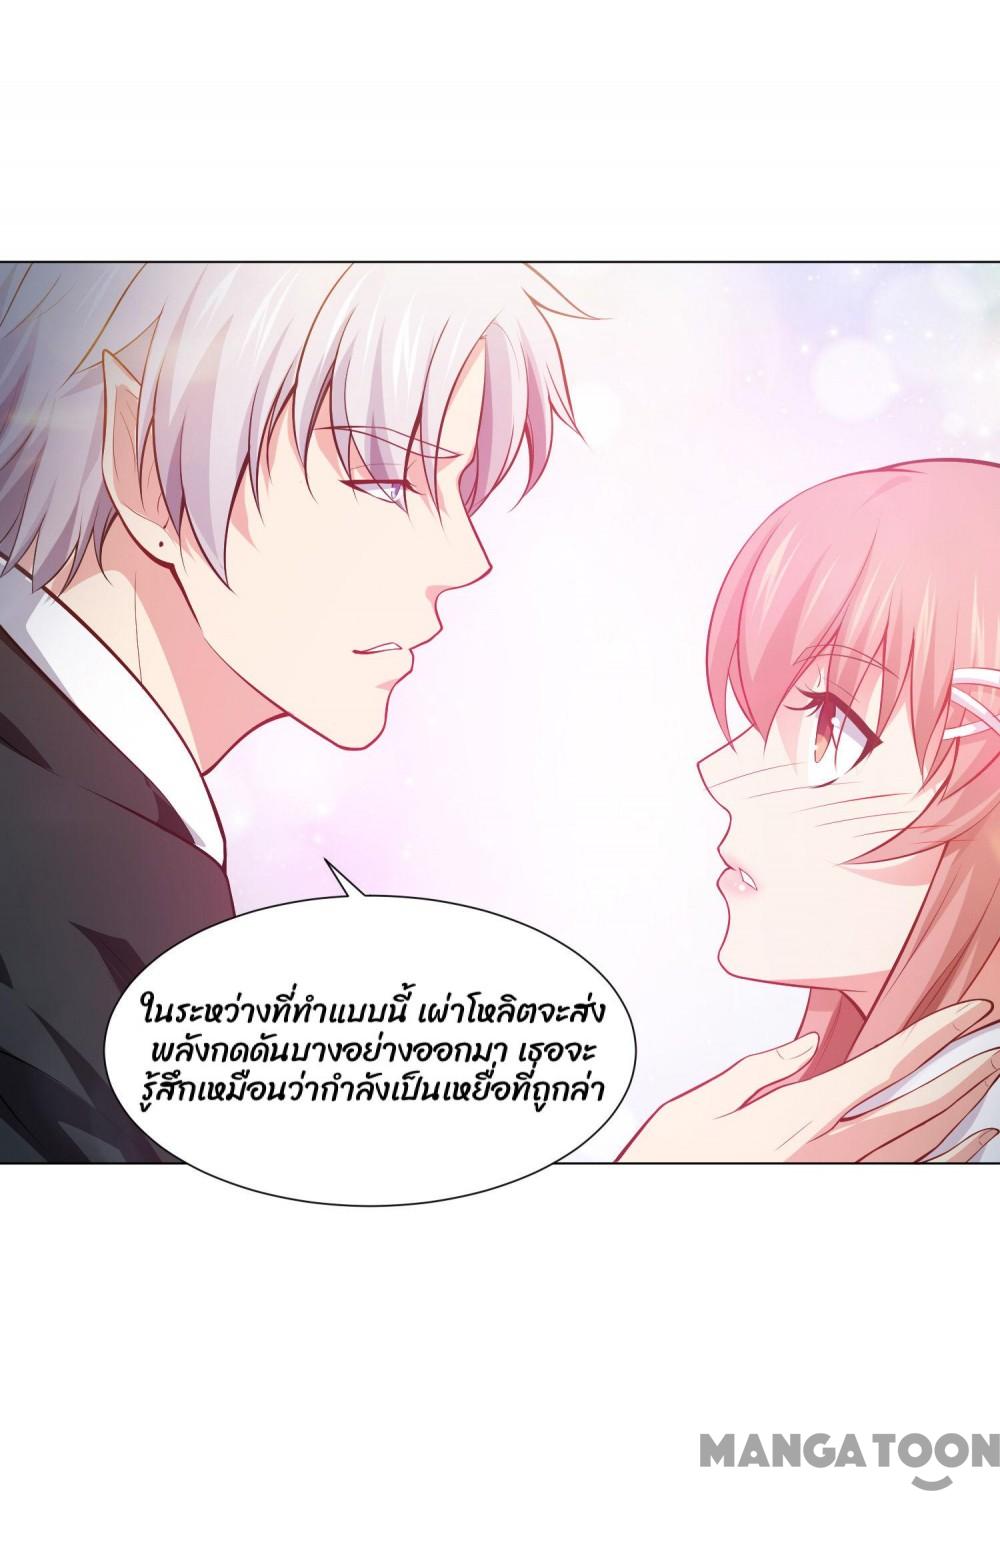 ในระหว่างที่ทำแบบนี้ เผ่าโหลิตจะส่ง
พลังกดดันบางอย่างออกมา เธอจะ
รู้สึกเหมือนว่ากำลังเป็นเหยื่อที่ถูกล่า
MANGATOON